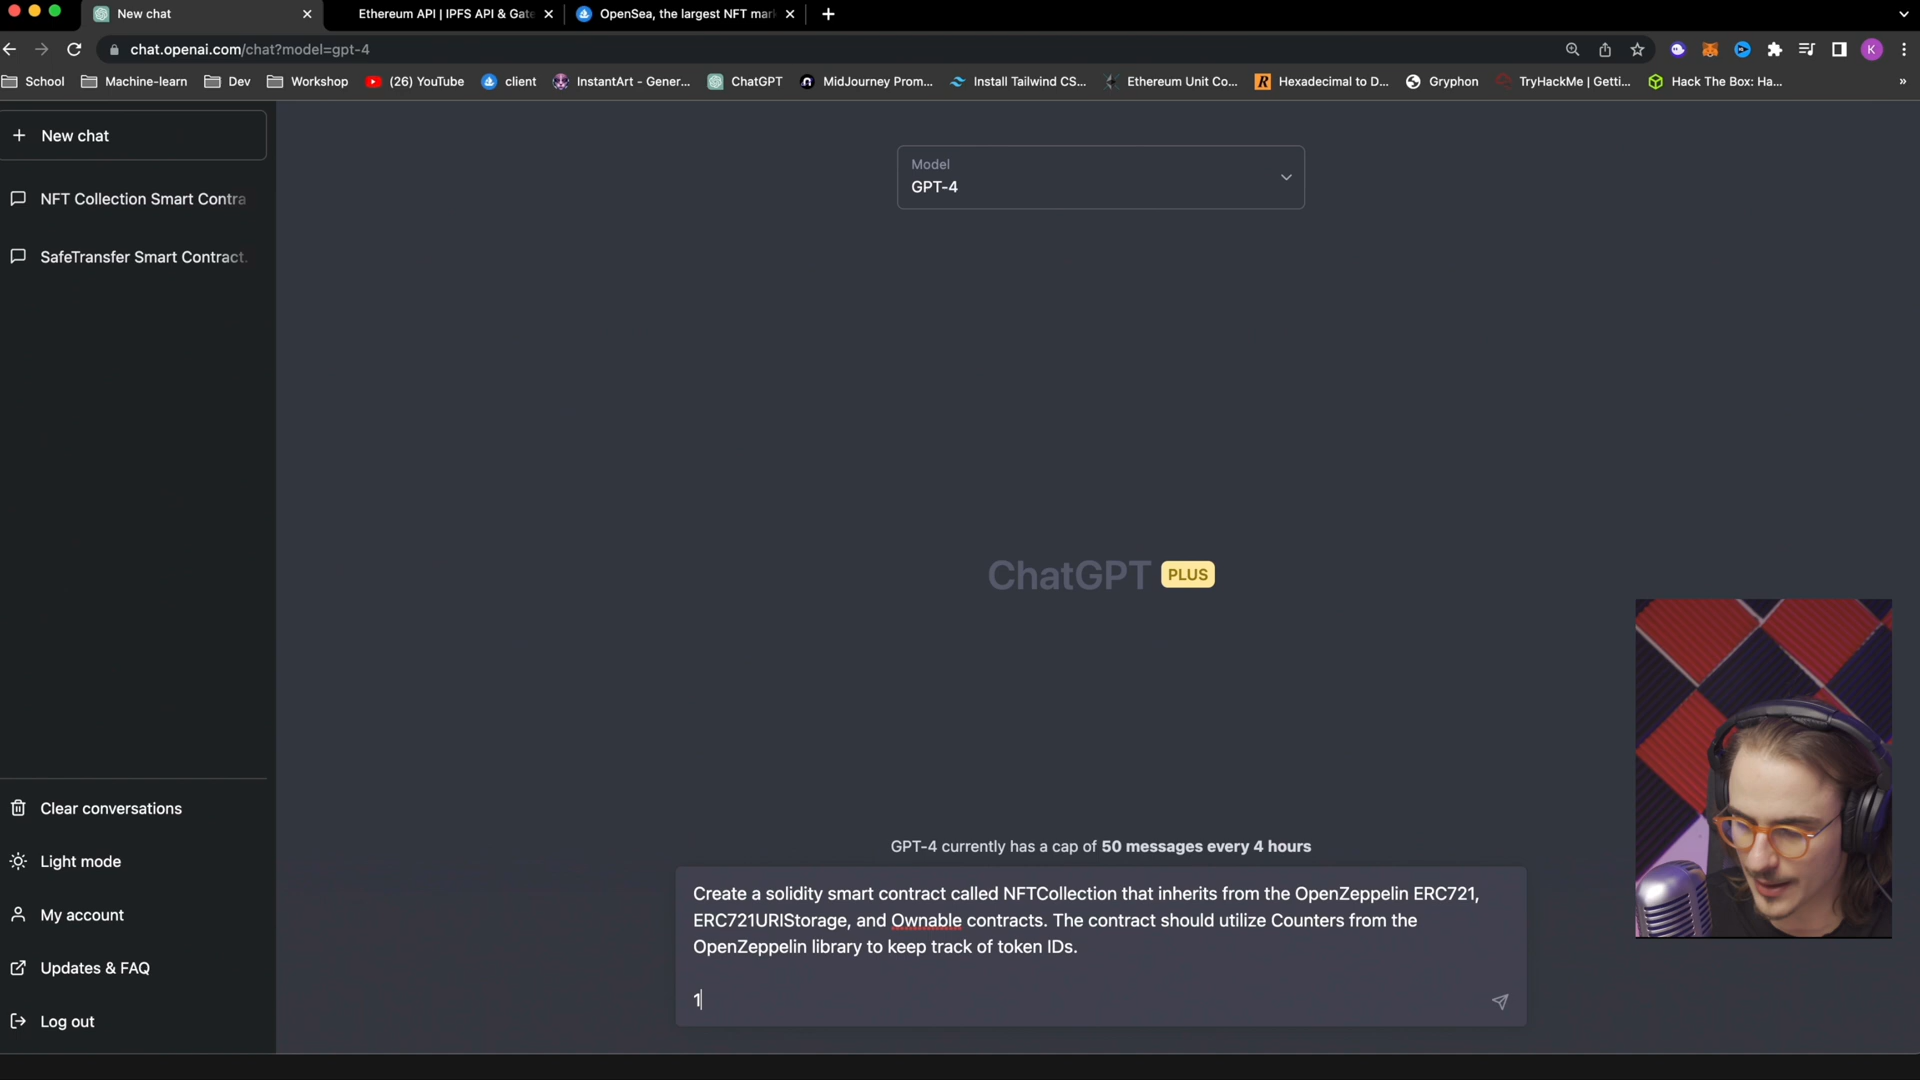 New chat
Ethereum API | IPFS API & Gate
OpenSea, the largest NFT mar
chat.openai.com/chat?model=gpt-4
K
School
Machine-learn
Dev
Workshop
(26) YouTube
client
InstantArt - Gener...
ChatGPT
MidJourney Prom...
Install Tailwind CS...
Ethereum Unit Co...
Hexadecimal to D...
Gryphon
TryHackMe | Getti...
Hack The Box: Ha...
»
New chat
NFT Collection Smart Contra
SafeTransfer Smart Contract.
Model
GPT-4
ChatGPT PLUS
GPT-4 currently has a cap of 50 messages every 4 hours
Create a solidity smart contract called NFTCollection that inherits from the OpenZeppelin ERC721,
ERC721URIStorage, and Ownable contracts. The contract should utilize Counters from the
OpenZeppelin library to keep track of token IDs.
1
Clear conversations
Light mode
My account
Updates & FAQ
Log out